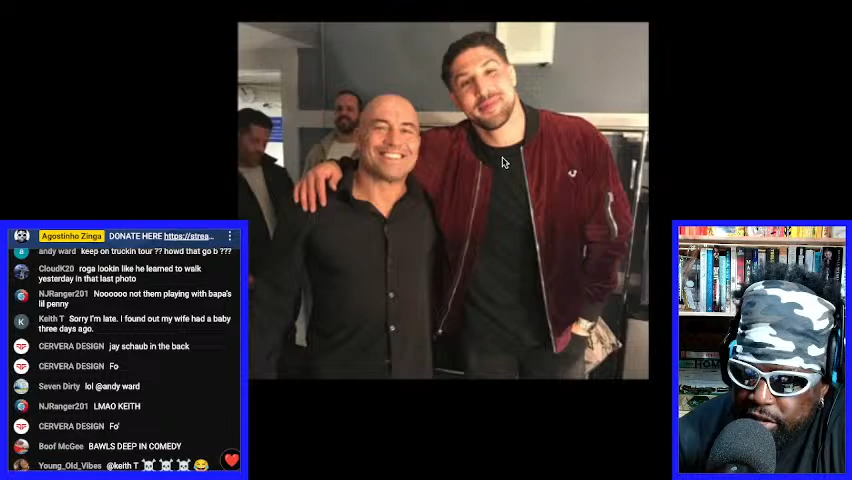 Agostinho Zinga DONATE HERE https://strea...
andy ward keep on truckin tour ?? howd that go b ???
CloudK20 roga lookin like he learned to walk
yesterday in that last photo
NJRanger201 Noooooo not them playing with bapa's
lil penny
Keith T Sorry I'm late. I found out my wife had a baby
three days ago.
CERVERA DESIGN jay schaub in the back
CERVERA DESIGN Fo
Seven Dirty lol @andy ward
NJRanger201 LMAO KEITH
CERVERA DESIGN Fo'
Boof McGee BAWLS DEEP IN COMEDY
Young_Old_Vibes @keith T ☠️☠️☠️😂